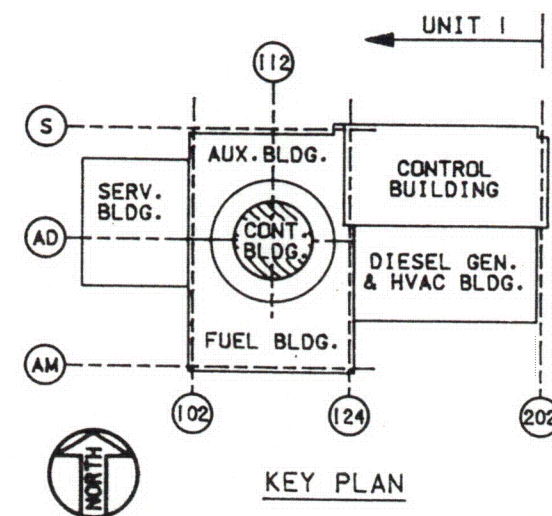 UNIT 1
112
S
AUX. BLDG.
CONTROL
BUILDING
SERV.
BLDG.
AD
CONT
BLDG.
DIESEL GEN.
& HVAC BLDG.
FUEL BLDG.
AM
102
124
202
NORTH
KEY PLAN